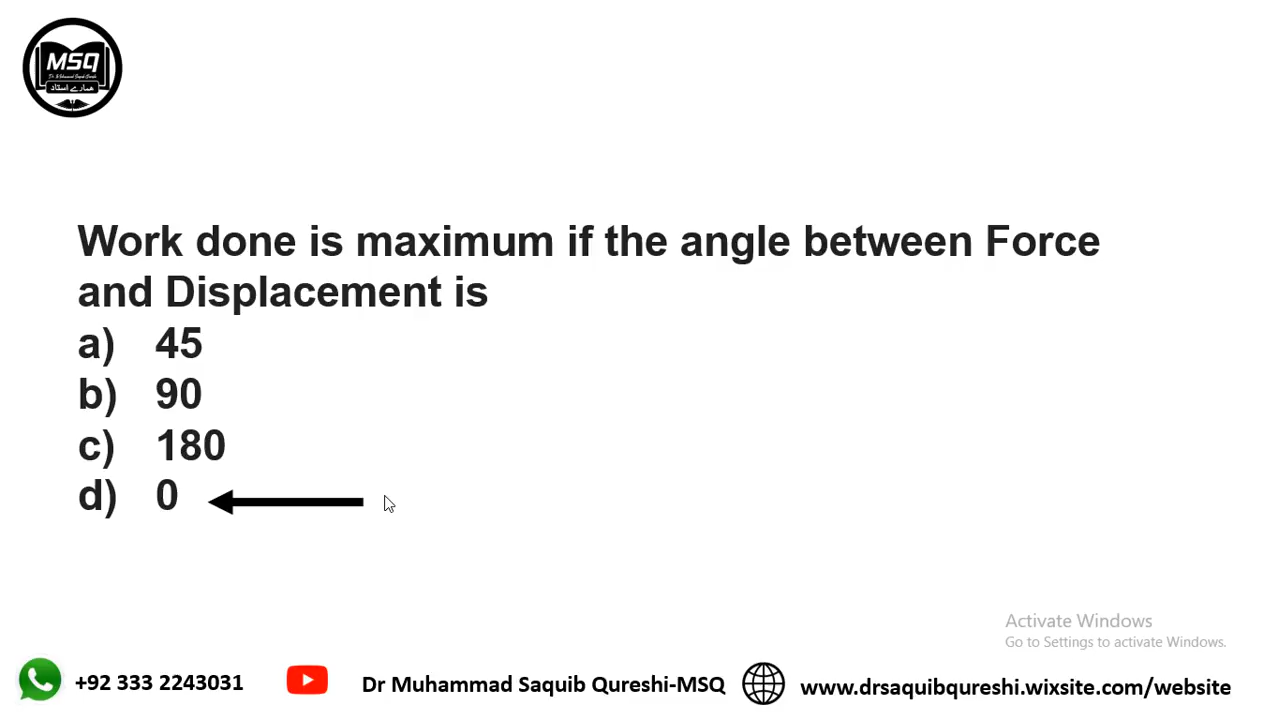 MSQ
ھمارے استاد
Work done is maximum if the angle between Force
and Displacement is
a) 45
b) 90
c) 180
d) 0
Activate Windows
Go to Settings to activate Windows.
+92 333 2243031
Dr Muhammad Saquib Qureshi-MSQ
www.drsaquibqureshi.wixsite.com/website